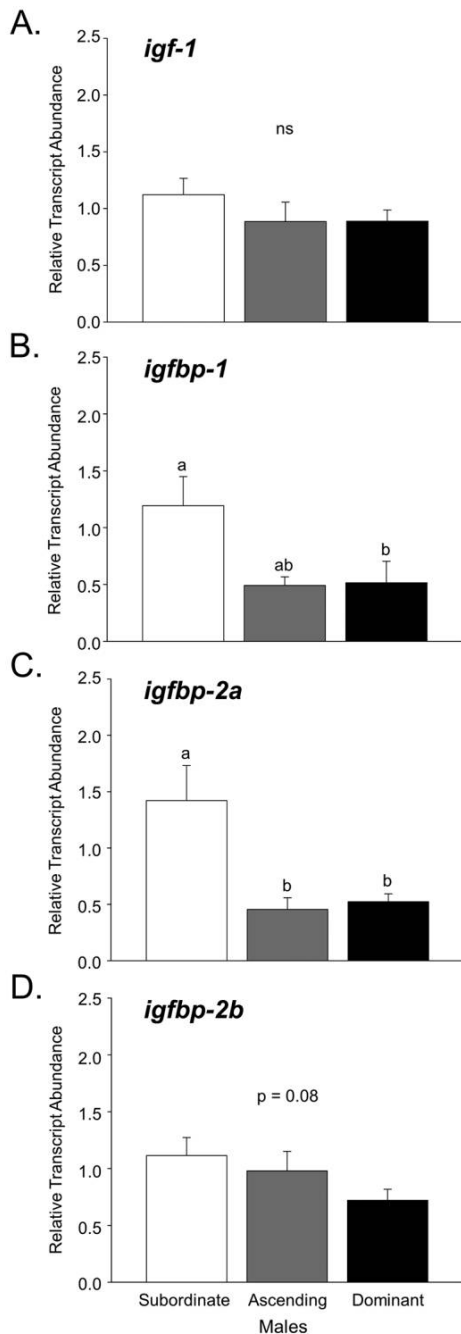 A.
igf-1
Relative Transcript Abundance
2.5
2.0
1.5
1.0
0.5
0.0
ns
B.
igfbp-1
Relative Transcript Abundance
2.5
2.0
1.5
1.0
0.5
0.0
a
ab
b
C.
igfbp-2a
Relative Transcript Abundance
2.5
2.0
1.5
1.0
0.5
0.0
a
b
b
D.
igfbp-2b
Relative Transcript Abundance
2.5
2.0
1.5
1.0
0.5
0.0
p = 0.08
Subordinate Ascending Dominant
Males